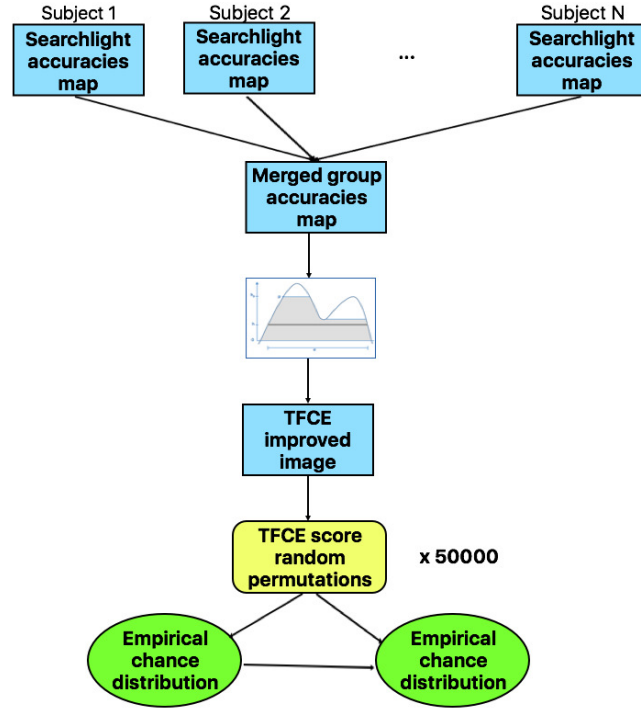 Subject 1
Subject 2
Subject N
Searchlight
accuracies
map
Searchlight
accuracies
map
...
Searchlight
accuracies
map
Merged group
accuracies
map
TFCE
improved
image
TFCE score
random
permutations
x 50000
Empirical
chance
distribution
Empirical
chance
distribution